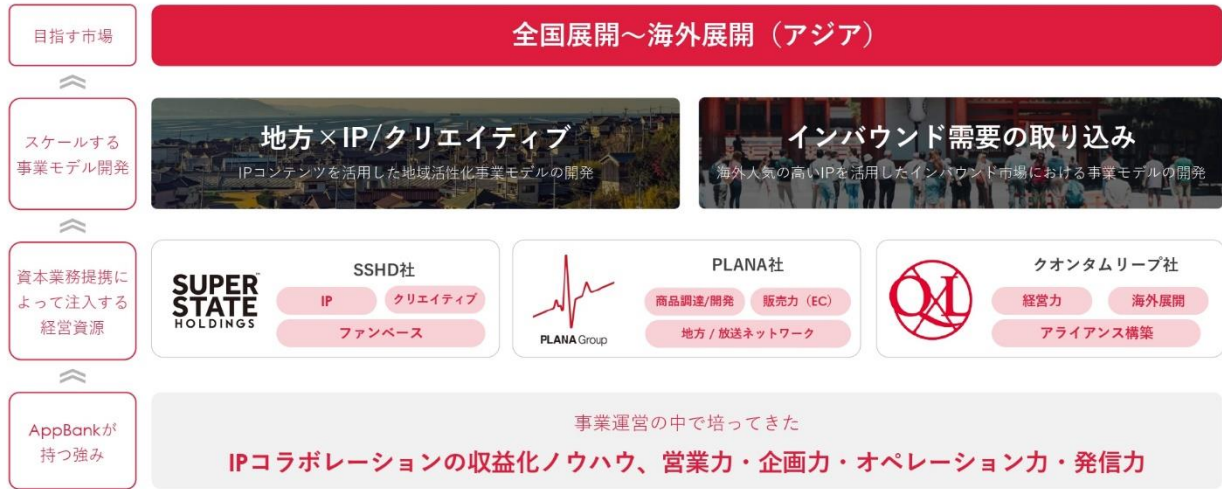 目指す市場
全国展開～海外展開（アジア）
スケールする
事業モデル開発
地方×IP/クリエイティブ
IPコンテンツを活用した地域活性化事業モデルの開発
インバウンド需要の取り込み
海外人気の高いIPを活用したインバウンド市場における事業モデルの開発
資本業務提携に
よって注入する
経営資源
SUPER
STATE
HOLDINGS
™
SSHD社
IP
クリエイティブ
ファンベース
PLANA Group
PLANA社
商品調達/開発
販売力（EC）
地方 / 放送ネットワーク
QL
クオンタムリープ社
経営力
海外展開
アライアンス構築
AppBankが
持つ強み
事業運営の中で培ってきた
IPコラボレーションの収益化ノウハウ、営業力・企画力・オペレーション力・発信力